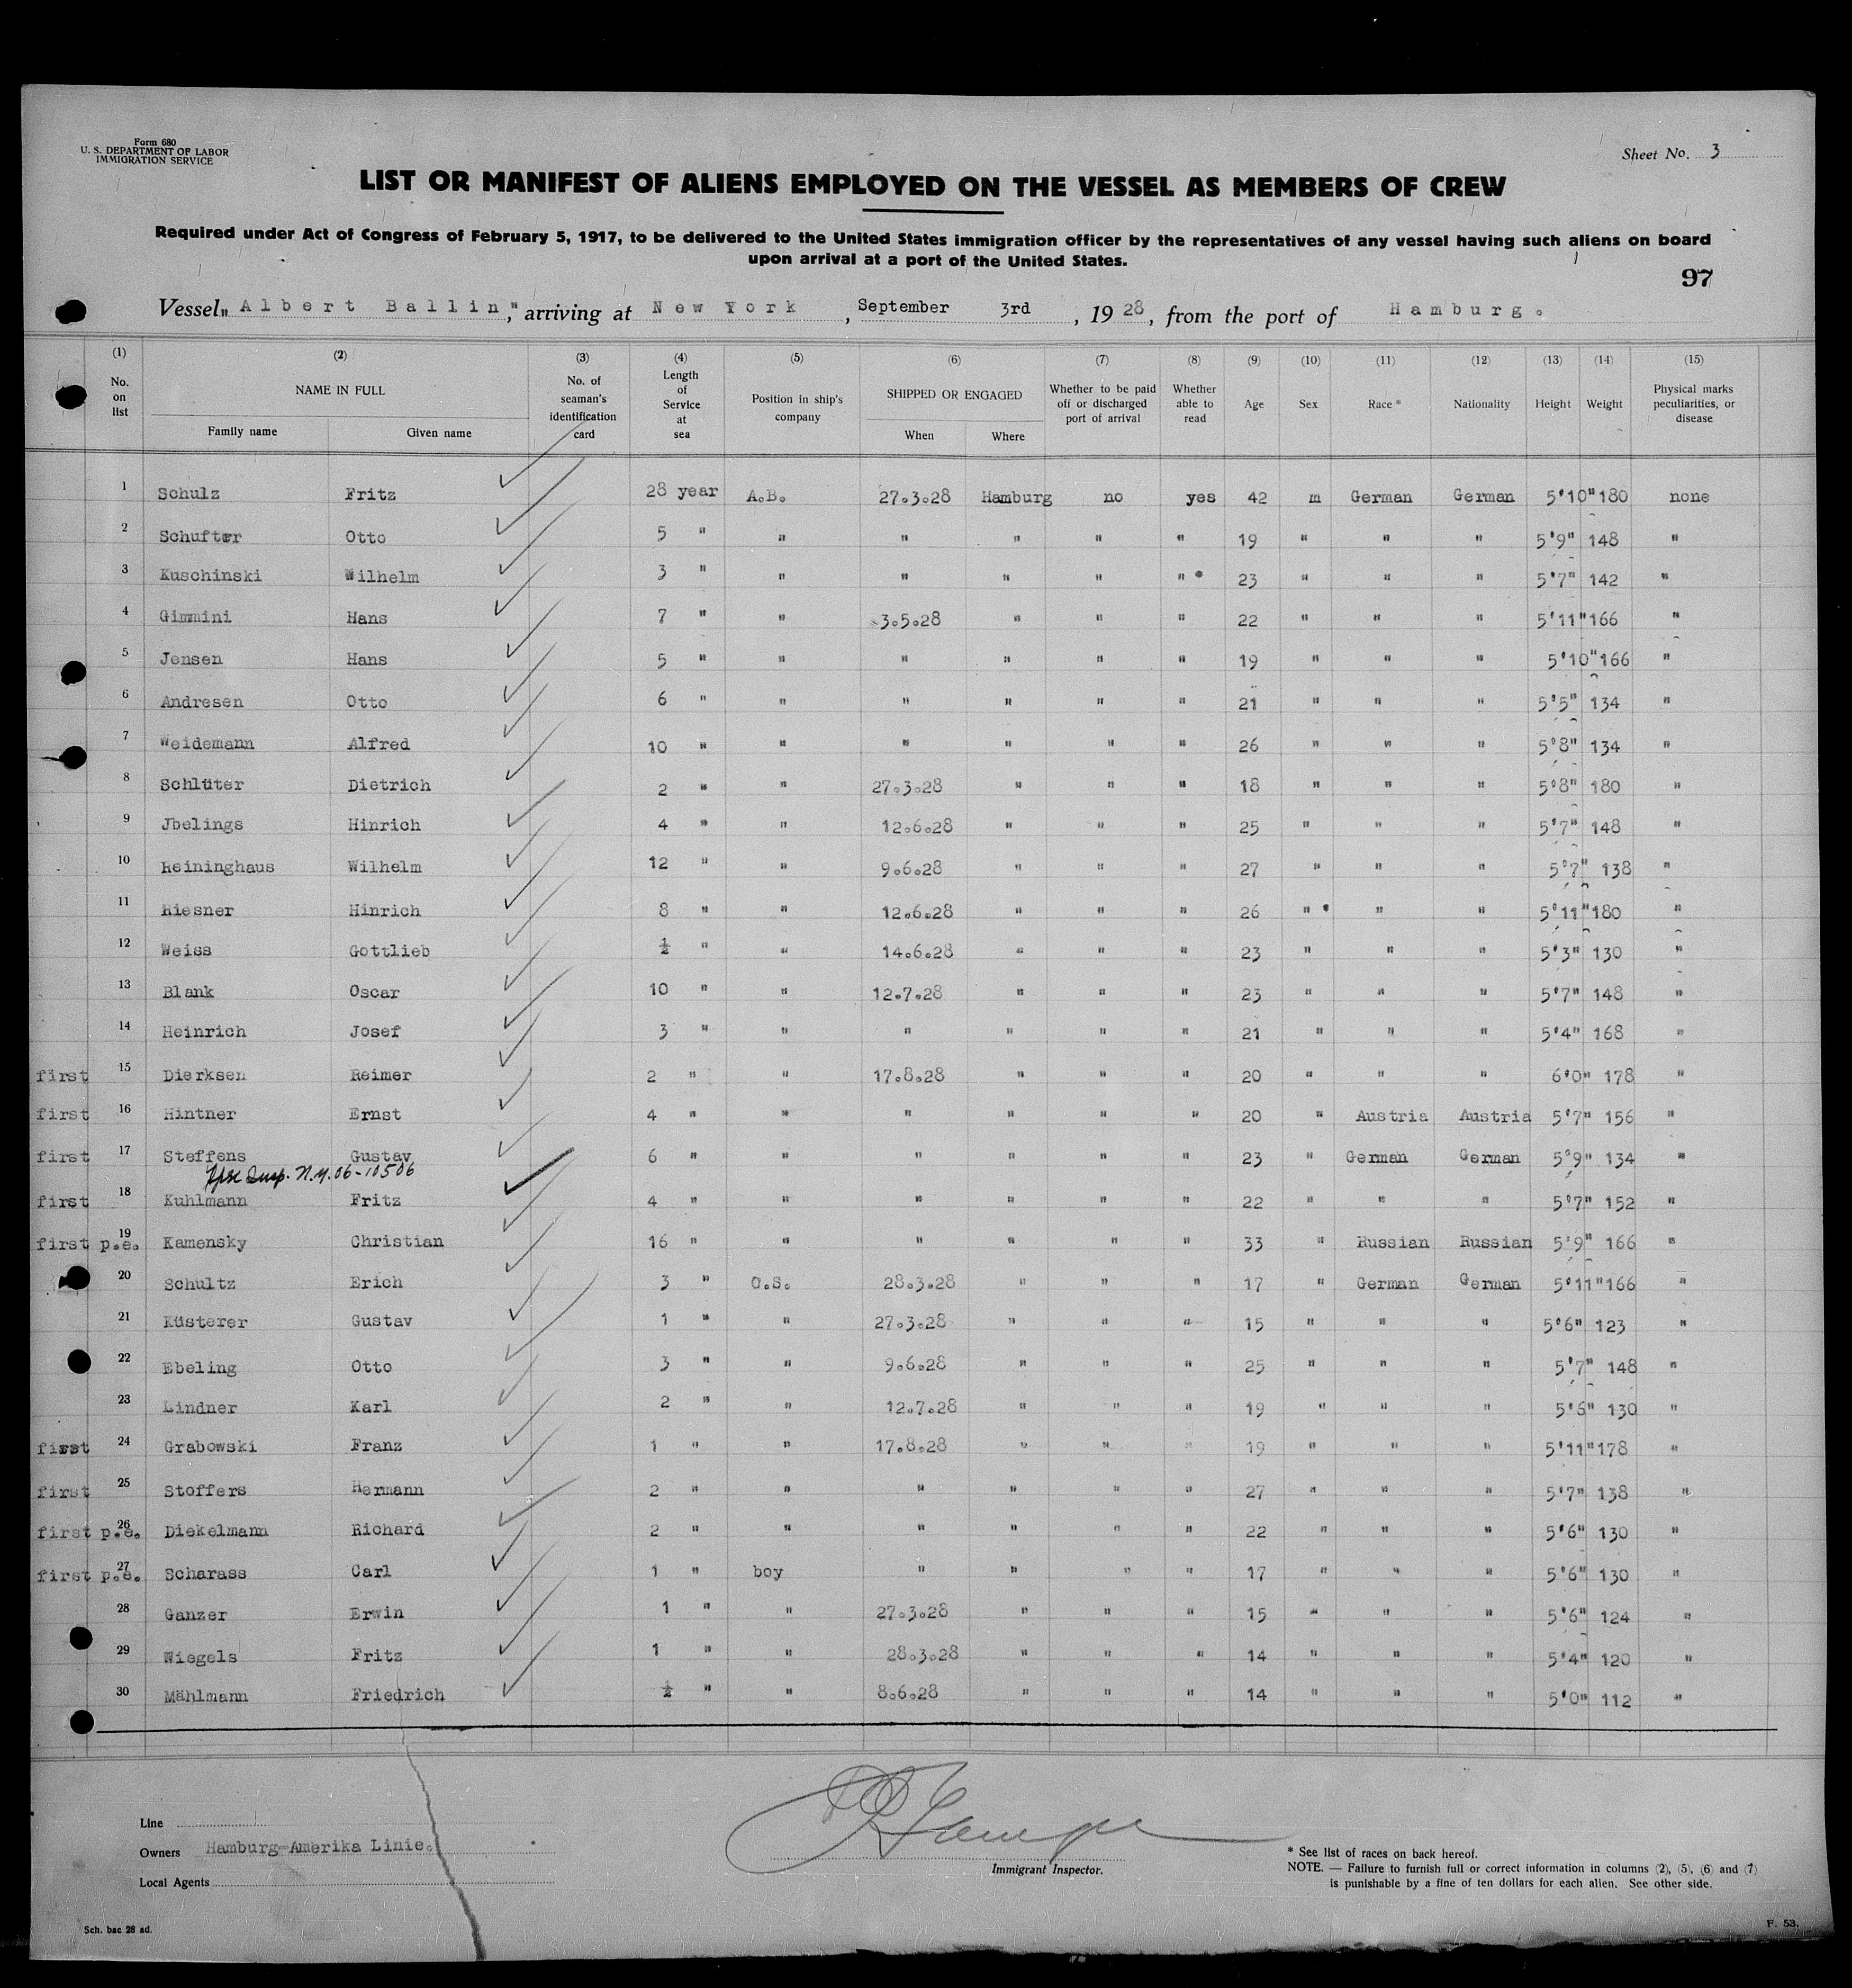 Form 680
U. S. DEPARTMENT OF LABOR
IMMIGRATION SERVICE
Sheet No. 3
LIST OR MANIFEST OF ALIENS EMPLOYED ON THE VESSEL AS MEMBERS OF CREW
Required under Act of Congress of February 5, 1917, to be delivered to the United States immigration officer by the representatives of any vessel having such aliens on board
upon arrival at a port of the United States.
97
Vessel "Albert Ballin", arriving at New York, September 3rd, 1928, from the port of Hamburg.
(1) (2) (3) (4) (5) (6) (7) (8) (9) (10) (11) (12) (13) (14) (15)
No. on list NAME IN FULL Family name Given name No. of seaman's identification card Length of Service at sea Position in ship's company SHIPPED OR ENGAGED When Where Whether to be paid off or discharged port of arrival Whether able to read Age Sex Race * Nationality Height Weight Physical marks peculiarities, or disease
1 Schulz Fritz 28 year A.B. 27.3.28 Hamburg no yes 42 m German German 5'10" 180 none
2 Schufter Otto 5 " " " " " " 19 " " " 5'9" 148 "
3 Kuschinski Wilhelm 3 " " " " " " 23 " " " 5'7" 142 "
4 Gimmini Hans 7 " " 3.5.28 " " " 22 " " " 5'11" 166 "
5 Jensen Hans 5 " " " " " " 19 " " " 5'10" 166 "
6 Andresen Otto 6 " " " " " " 21 " " " 5'5" 134 "
7 Weidemann Alfred 10 " " " " " " 26 " " " 5'8" 134 "
8 Schlüter Dietrich 2 " " 27.3.28 " " " 18 " " " 5'8" 180 "
9 Jbelings Hinrich 4 " " 12.6.28 " " " 25 " " " 5'7" 148 "
10 Reininghaus Wilhelm 12 " " 9.6.28 " " " 27 " " " 5'7" 138 "
11 Riesner Hinrich 8 " " 12.6.28 " " " 26 " " " 5'11" 180 "
12 Weiss Gottlieb ½ " " 14.6.28 " " " 23 " " " 5'3" 130 "
13 Blank Oscar 10 " " 12.7.28 " " " 23 " " " 5'7" 148 "
14 Heinrich Josef 3 " " " " " " 21 " " " 5'4" 168 "
first 15 Dierksen Reimer 2 " " 17.8.28 " " " 20 " " " 6'0" 178 "
first 16 Hintner Ernst 4 " " " " " " 20 " Austria Austria 5'7" 156 "
first 17 Steffens Gustav 6 " " " " " " 23 " German German 5'9" 134 "
Insp. N.Y. 06-10506
first 18 Kuhlmann Fritz 4 " " " " " " 22 " " " 5'7" 152 "
first p.e. 19 Kamensky Christian 16 " " " " " " 33 " Russian Russian 5'9" 166 "
20 Schultz Erich 3 " O.S. 28.3.28 " " " 17 " German German 5'11" 166 "
21 Küsterer Gustav 1 " " 27.3.28 " " " 15 " " " 5'6" 123 "
22 Ebeling Otto 3 " " 9.6.28 " " " 25 " " " 5'7" 148 "
23 Lindner Karl 2 " " 12.7.28 " " " 19 " " " 5'6" 130 "
first 24 Grabowski Franz 1 " " 17.8.28 " " " 19 " " " 5'11" 178 "
first 25 Stoffers Hermann 2 " " " " " " 27 " " " 5'7" 138 "
first p.e. 26 Diekelmann Richard 2 " " " " " " 22 " " " 5'6" 130 "
first p.e. 27 Scharass Carl 1 " boy " " " " 17 " " " 5'6" 130 "
28 Ganzer Erwin 1 " " 27.3.28 " " " 15 " " " 5'6" 124 "
29 Wiegels Fritz 1 " " 28.3.28 " " " 14 " " " 5'4" 120 "
30 Mählmann Friedrich ½ " " 8.6.28 " " " 14 " " " 5'0" 112 "
Line
Owners Hamburg-Amerika Linie.
Local Agents
Immigrant Inspector.
* See list of races on back hereof.
NOTE. — Failure to furnish full or correct information in columns (2), (5), (6) and (7)
is punishable by a fine of ten dollars for each alien. See other side.
Sch. bac 28 ad.
F. 53.